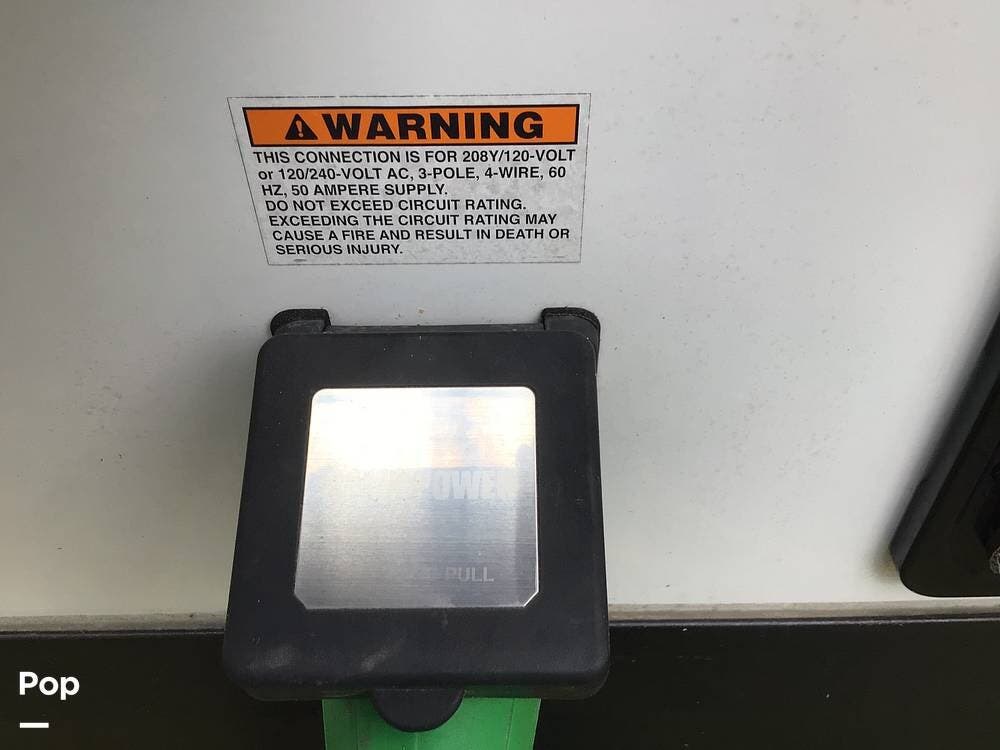 WARNING
THIS CONNECTION IS FOR 208Y/120-VOLT
or 120/240-VOLT AC, 3-POLE, 4-WIRE, 60
HZ, 50 AMPERE SUPPLY.
DO NOT EXCEED CIRCUIT RATING.
EXCEEDING THE CIRCUIT RATING MAY
CAUSE A FIRE AND RESULT IN DEATH OR
SERIOUS INJURY.
POWER
PULL
Pop